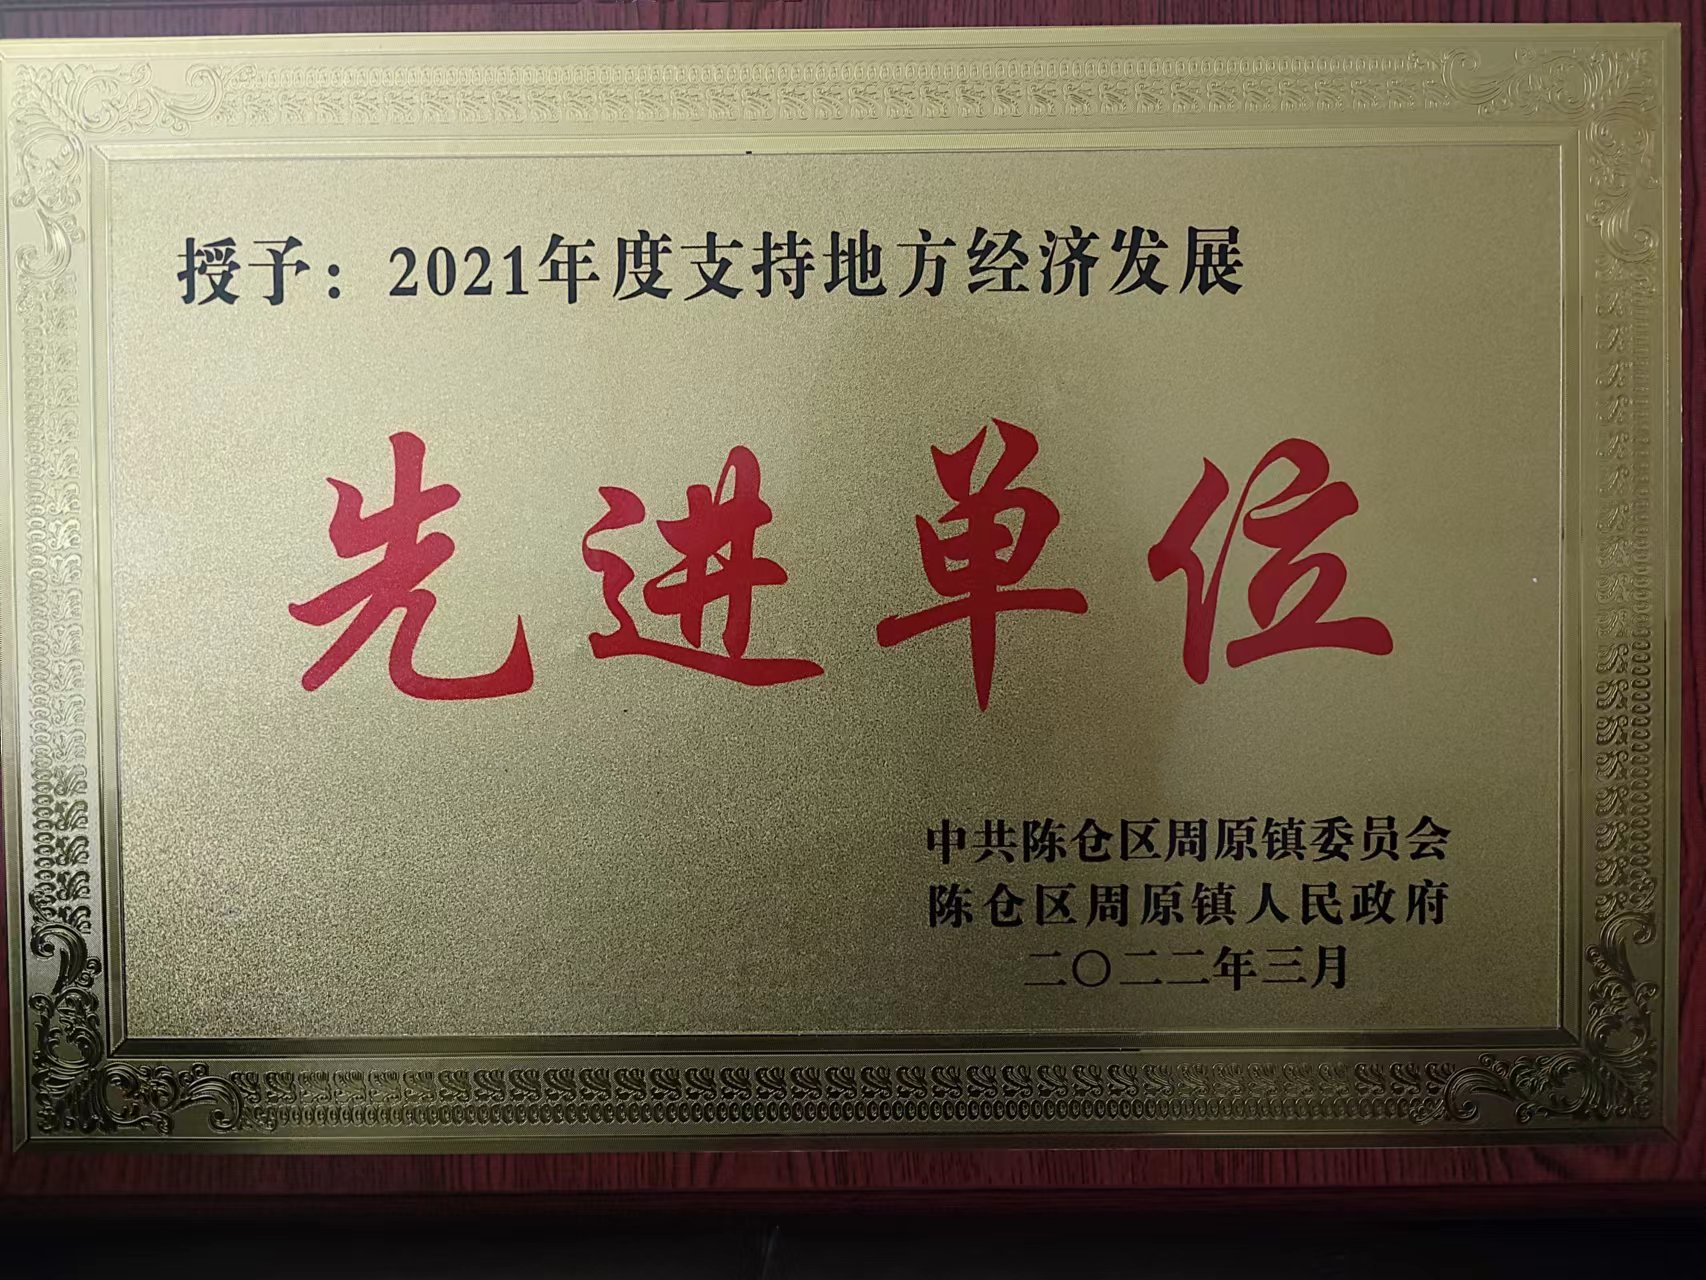 授予：2021年度支持地方经济发展
先进单位
中共陈仓区周原镇委员会
陈仓区周原镇人民政府
二〇二二年三月